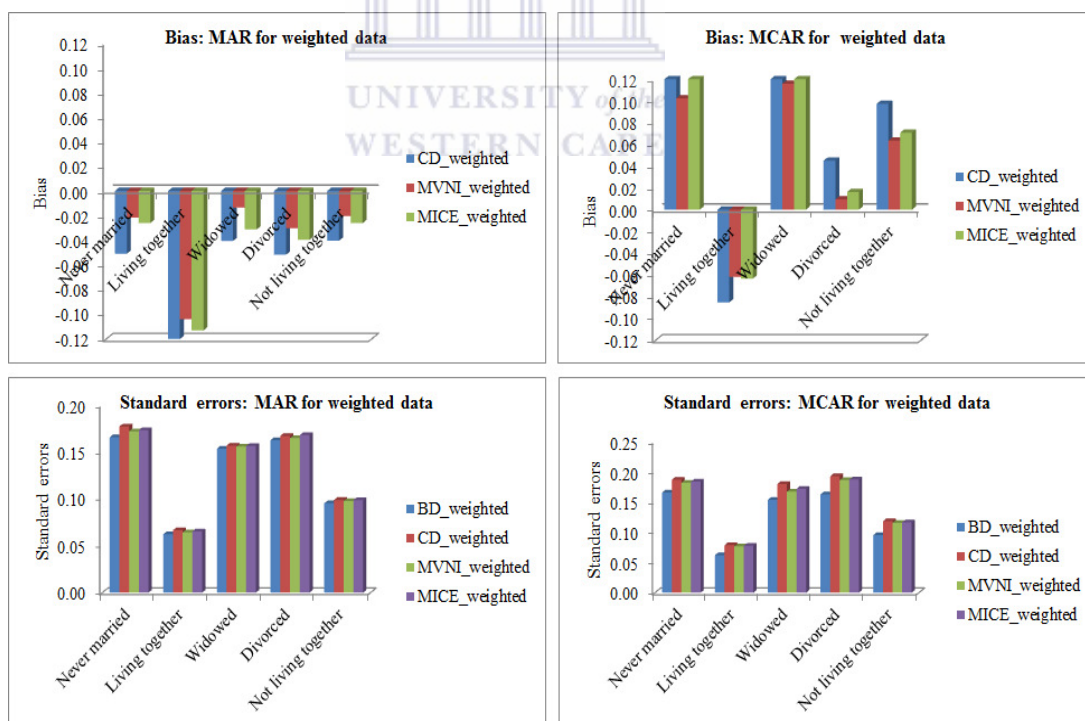 Bias: MAR for weighted data
0.12
0.10
0.08
0.06
0.04
0.02
0.00
-0.02
-0.04
-0.06
-0.08
-0.10
-0.12
Bias
Never married
Living together
Widowed
Divorced
Not living together
CD_weighted
MVNI_weighted
MICE_weighted
UNIVERSITY of the
WESTERN CAPE
Bias: MCAR for weighted data
0.12
0.10
0.08
0.06
0.04
0.02
0.00
-0.02
-0.04
-0.06
-0.08
-0.10
-0.12
Bias
Never married
Living together
Widowed
Divorced
Not living together
CD_weighted
MVNI_weighted
MICE_weighted
Standard errors: MAR for weighted data
0.20
0.15
0.10
0.05
0.00
Standard errors
Never married
Living together
Widowed
Divorced
Not living together
BD_weighted
CD_weighted
MVNI_weighted
MICE_weighted
Standard errors: MCAR for weighted data
0.25
0.20
0.15
0.10
0.05
0.00
Standard errors
Never married
Living together
Widowed
Divorced
Not living together
BD_weighted
CD_weighted
MVNI_weighted
MICE_weighted